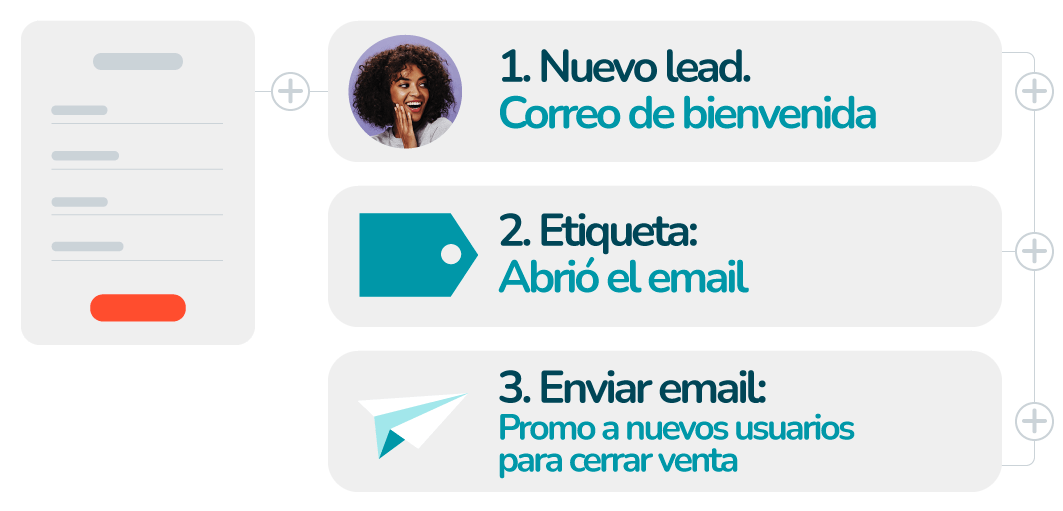 1. Nuevo lead.
Correo de bienvenida
2. Etiqueta:
Abrió el email
3. Enviar email:
Promo a nuevos usuarios
para cerrar venta